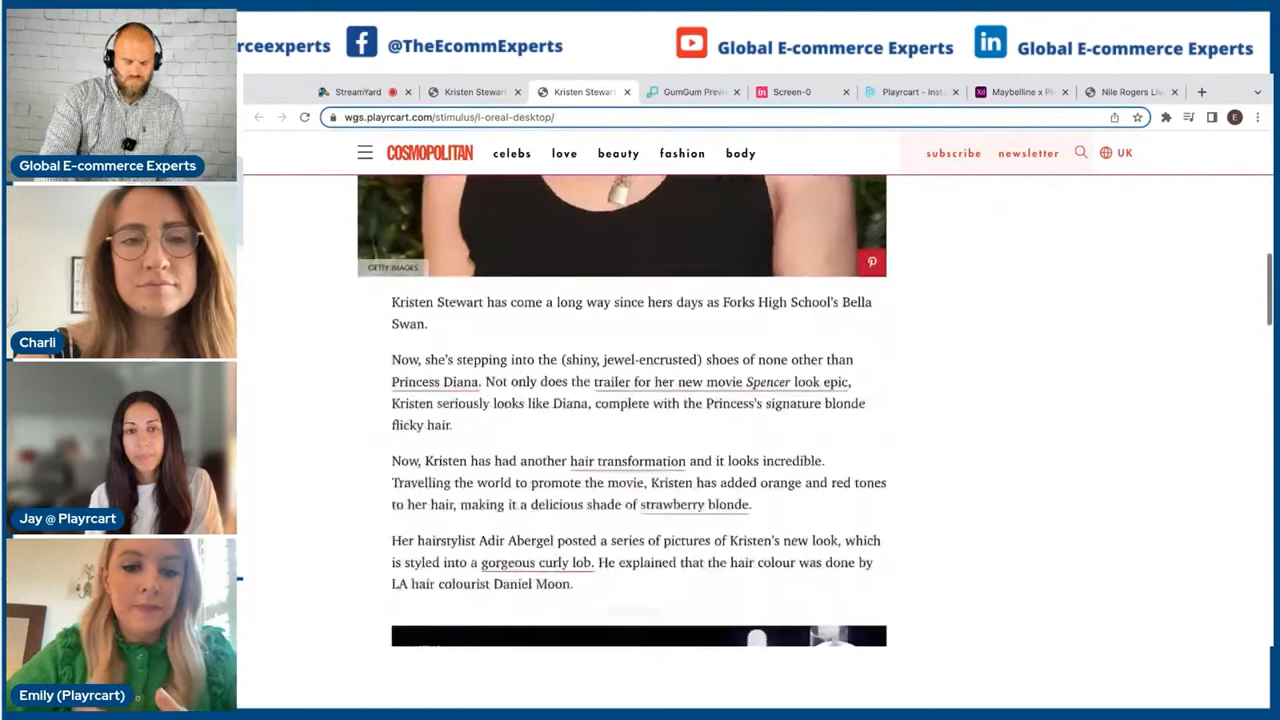 rceexperts
@TheEcommExperts
Global E-commerce Experts
Global E-commerce Experts
StreamYard
Kristen Stewart
Kristen Stewart
GumGum Prev
Screen-0
Playrcart – Inst
Maybelline x Pl
Nile Rogers Liv
wgs.playrcart.com/stimulus/l-oreal-desktop/
E
COSMOPOLITAN
celebs
love
beauty
fashion
body
subscribe
newsletter
UK
GETTY IMAGES
Kristen Stewart has come a long way since hers days as Forks High School's Bella
Swan.
Now, she's stepping into the (shiny, jewel-encrusted) shoes of none other than
Princess Diana. Not only does the trailer for her new movie Spencer look epic,
Kristen seriously looks like Diana, complete with the Princess's signature blonde
flicky hair.
Now, Kristen has had another hair transformation and it looks incredible.
Travelling the world to promote the movie, Kristen has added orange and red tones
to her hair, making it a delicious shade of strawberry blonde.
Her hairstylist Adir Abergel posted a series of pictures of Kristen's new look, which
is styled into a gorgeous curly lob. He explained that the hair colour was done by
LA hair colourist Daniel Moon.
Global E-commerce Experts
Charli
Jay @ Playrcart
Emily (Playrcart)